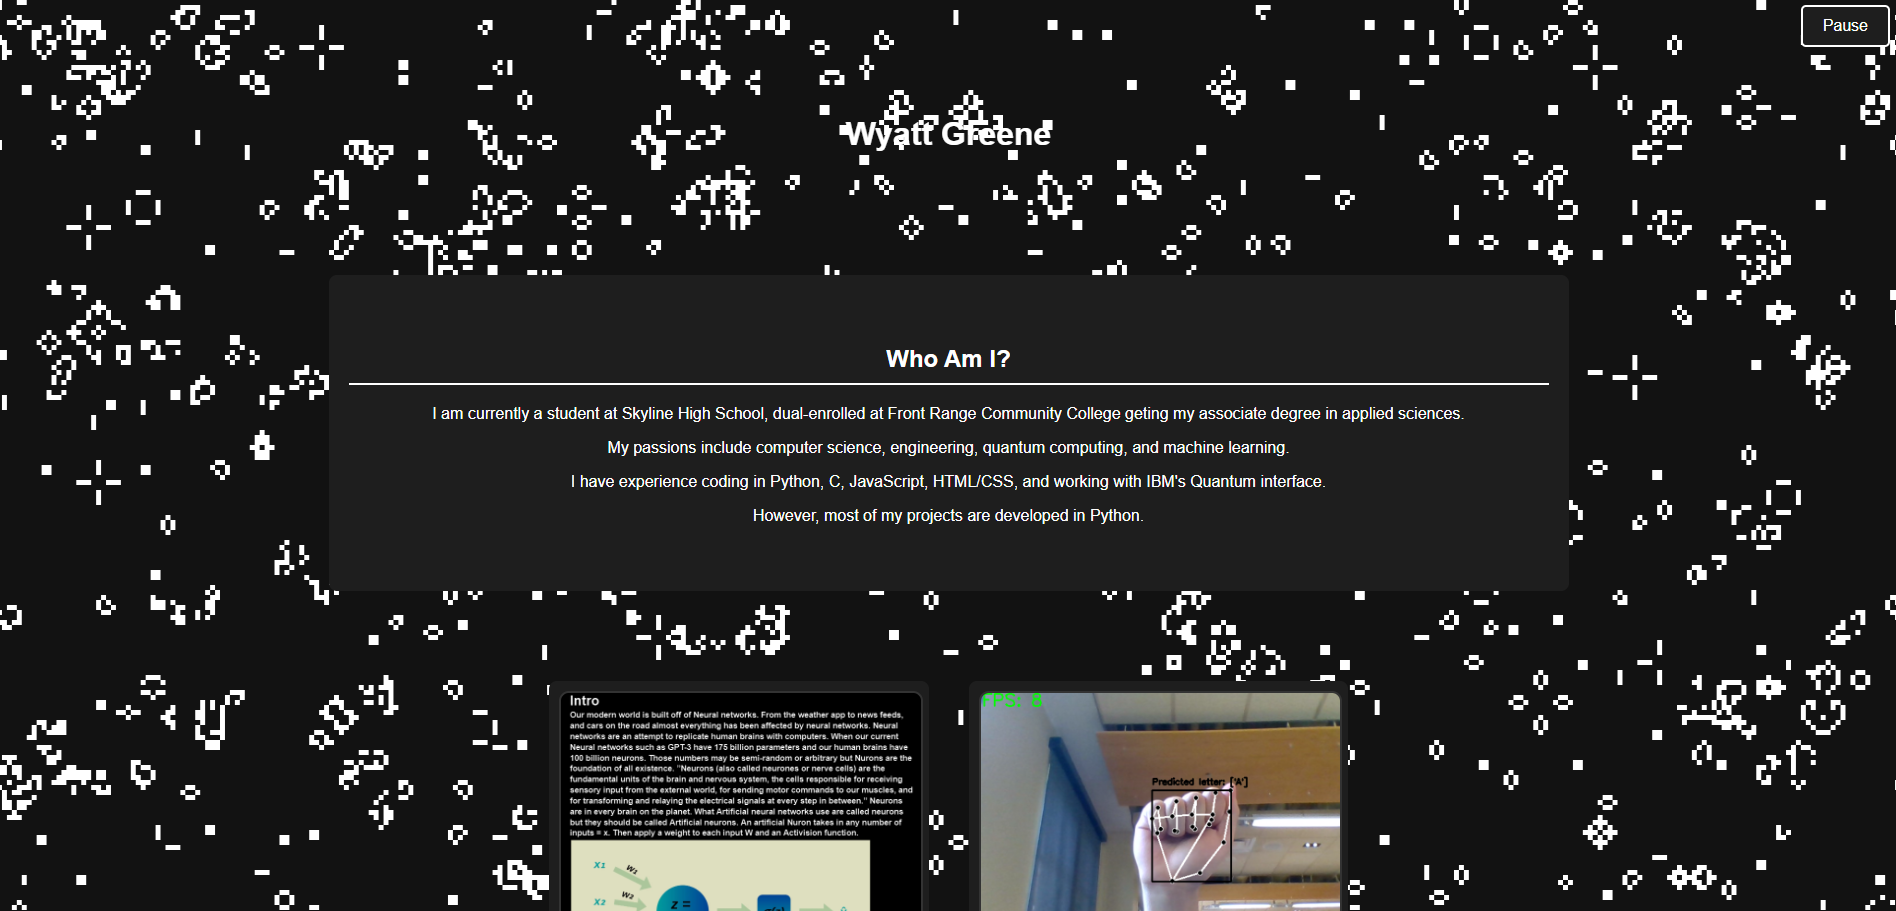 Pause
Wyatt Greene
Who Am I?
I am currently a student at Skyline High School, dual-enrolled at Front Range Community College geting my associate degree in applied sciences.
My passions include computer science, engineering, quantum computing, and machine learning.
I have experience coding in Python, C, JavaScript, HTML/CSS, and working with IBM's Quantum interface.
However, most of my projects are developed in Python.
Intro
Our modern world is built off of Neural networks. From the weather app to news feeds,
and cars on the road almost everything has been affected by neural networks. Neural
networks are an attempt to replicate human brains with computers. When our current
Neural networks such as GPT-3 have 175 billion parameters and our human brains have
100 billion neurons. Those numbers may be semi-random or arbitrary but Nurons are the
foundation of all existence. "Neurons (also called neurones or nerve cells) are the
fundamental units of the brain and nervous system, the cells responsible for receiving
sensory input from the external world, for sending motor commands to our muscles, and
for transforming and relaying the electrical signals at every step in between." Neurons
are in every brain on the planet. What Artificial neural networks use are called neurons
but they should be called Artificial neurons. An artificial Nuron takes in any number of
inputs = x. Then apply a weight to each input W and an Activision function.
X1
W1
X2
W2
z =
FPS: 8
Predicted letter: ['A']